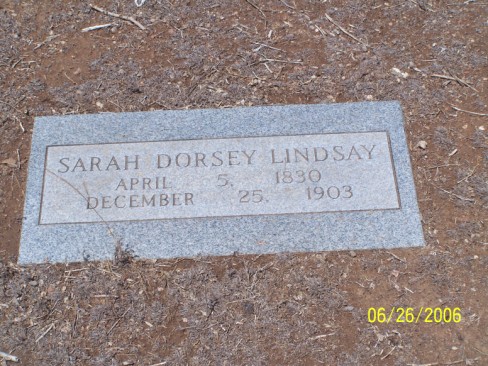 SARAH DORSEY LINDSAY
APRIL 5, 1830
DECEMBER 25, 1903
06/26/2006